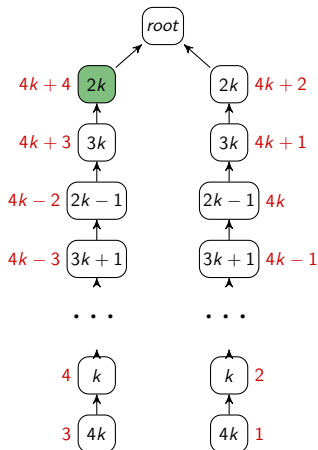 root
4k + 4 2k 2k 4k + 2
4k + 3 3k 3k 4k + 1
4k − 2 2k − 1 2k − 1 4k
4k − 3 3k + 1 3k + 1 4k − 1
. . . . . .
4 k k 2
3 4k 4k 1